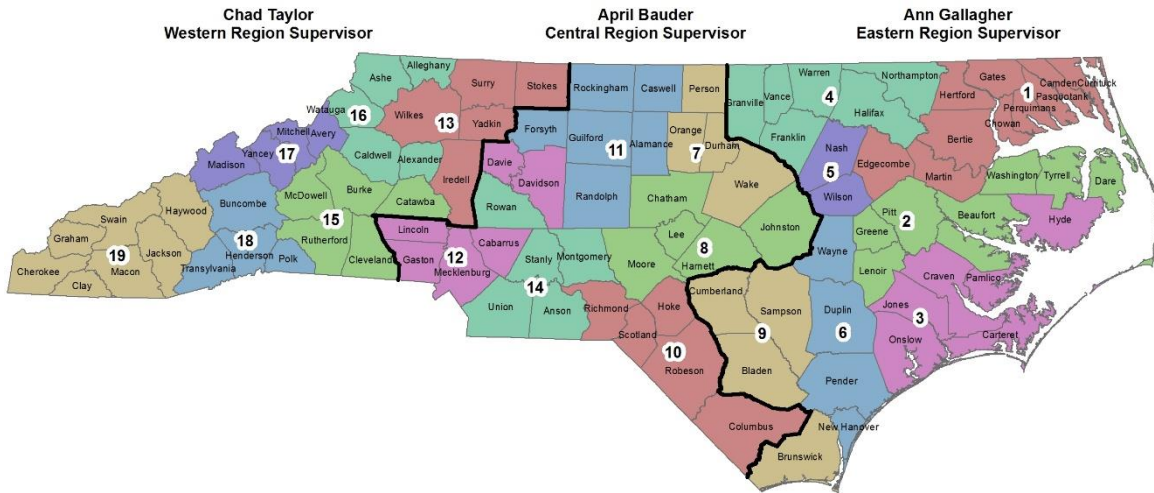 Chad Taylor
Western Region Supervisor
April Bauder
Central Region Supervisor
Ann Gallagher
Eastern Region Supervisor
Ashe
Alleghany
Surry
Stokes
Watauga
16
Wilkes
13
Yadkin
Mitchell
Avery
Yancey
17
Madison
Caldwell
Alexander
Iredell
McDowell
Burke
Catawba
Buncombe
15
Rutherford
Cleveland
Haywood
Swain
Graham
Jackson
19
Macon
Cherokee
Clay
18
Henderson
Transylvania
Polk
Rockingham
Caswell
Person
Forsyth
Guilford
11
Alamance
Orange
Durham
7
Davie
Davidson
Randolph
Chatham
Wake
Rowan
Lincoln
Gaston
12
Cabarrus
Mecklenburg
Stanly
Montgomery
14
Union
Anson
Moore
Lee
8
Harnett
Johnston
Richmond
Hoke
Scotland
10
Robeson
Columbus
Granville
Vance
Warren
4
Northampton
Halifax
Franklin
Gates
Hertford
Camden
Currituck
1
Pasquotank
Perquimans
Chowan
Bertie
Nash
5
Edgecombe
Martin
Wilson
Washington
Tyrrell
Dare
Pitt
2
Greene
Beaufort
Hyde
Wayne
Lenoir
Craven
Pamlico
Jones
3
Carteret
Onslow
Cumberland
Sampson
9
Bladen
Duplin
6
Pender
New Hanover
Brunswick